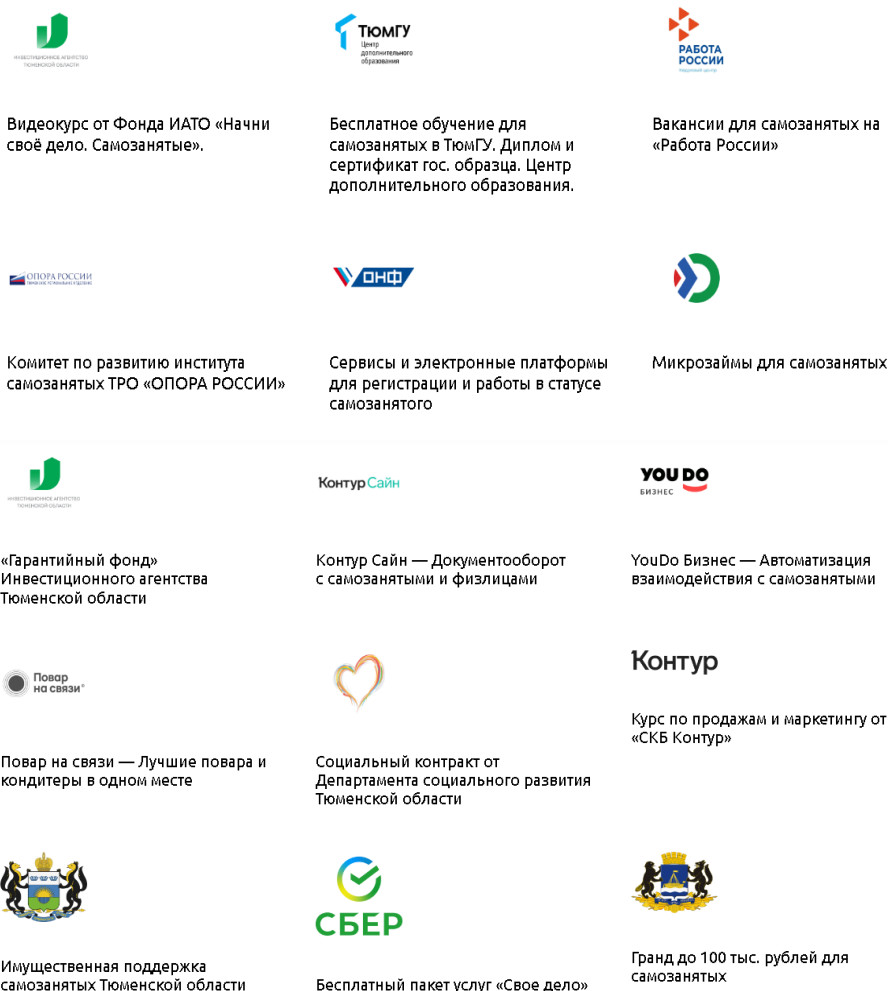 ИНВЕСТИЦИОННОЕ АГЕНТСТВО
ТЮМЕНСКОЙ ОБЛАСТИ
Видеокурс от Фонда ИАТО «Начни
своё дело. Самозанятые».
ТЮМГУ
Центр
дополнительного
образования
Бесплатное обучение для
самозанятых в ТюмГУ. Диплом и
сертификат гос. образца. Центр
дополнительного образования.
РАБОТА
РОССИИ
Вакансии для самозанятых на
«Работа России»
ОПОРА РОССИИ
Комитет по развитию института
самозанятых ТРО «ОПОРА РОССИИ»
ОНФ
Сервисы и электронные платформы
для регистрации и работы в статусе
самозанятого
Микрозаймы для самозанятых
ИНВЕСТИЦИОННОЕ АГЕНТСТВО
ТЮМЕНСКОЙ ОБЛАСТИ
«Гарантийный фонд»
Инвестиционного агентства
Тюменской области
Контур Сайн
Контур Сайн — Документооборот
с самозанятыми и физлицами
YOU DO
БИЗНЕС
YouDo Бизнес — Автоматизация
взаимодействия с самозанятыми
Повар
на связи®
Повар на связи — Лучшие повара и
кондитеры в одном месте
Социальный контракт от
Департамента социального развития
Тюменской области
Контур
Курс по продажам и маркетингу от
«СКБ Контур»
Имущественная поддержка
самозанятых Тюменской области
СБЕР
Бесплатный пакет услуг «Свое дело»
Гранд до 100 тыс. рублей для
самозанятых